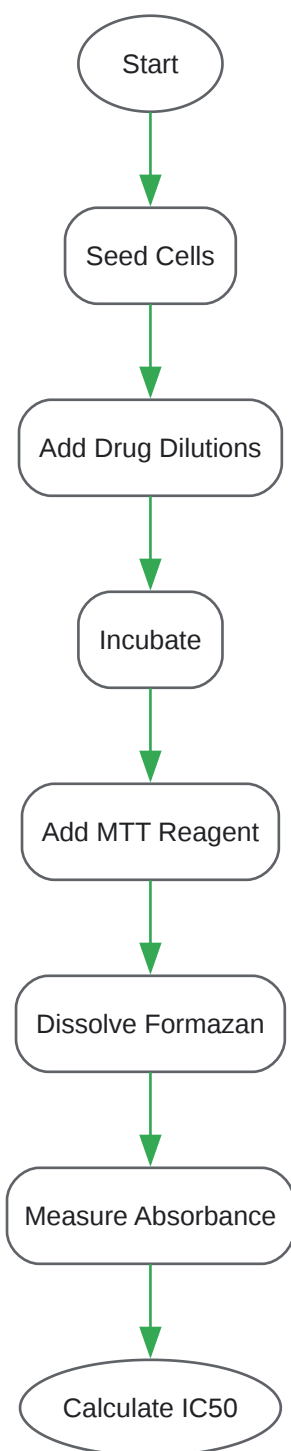 Start
Seed Cells
Add Drug Dilutions
Incubate
Add MTT Reagent
Dissolve Formazan
Measure Absorbance
Calculate IC50